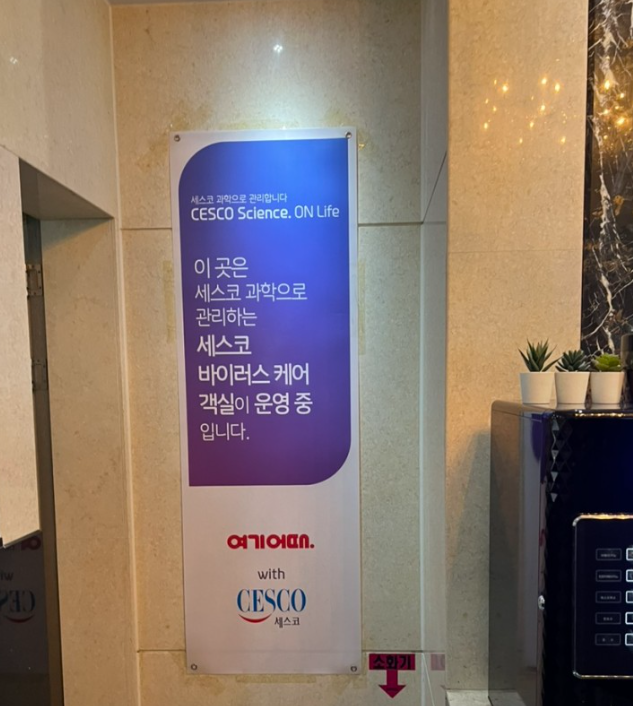 세스코 과학으로 관리합니다
CESCO Science. ON Life
이 곳은
세스코 과학으로
관리하는
세스코
바이러스 케어
객실이 운영 중
입니다.
여기어때.
with
CESCO
세스코
소화기